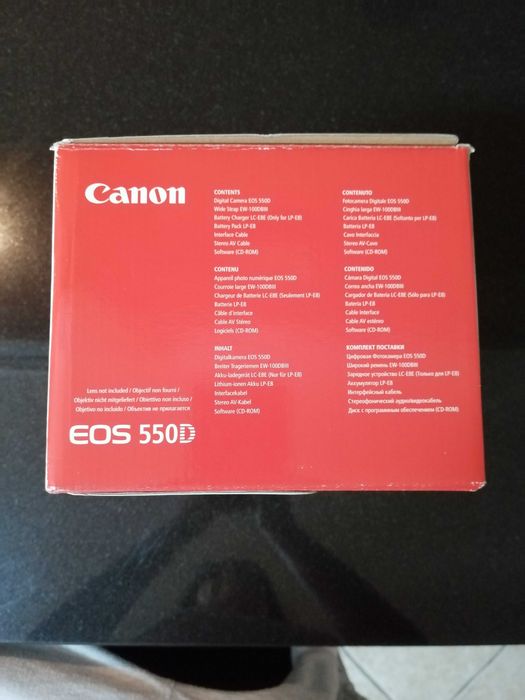 Canon
CONTENTS
Digital Camera EOS 550D
Wide Strap EW-100DBIII
Battery Charger LC-E8E (Only for LP-E8)
Battery Pack LP-E8
Interface Cable
Stereo AV Cable
Software (CD-ROM)
CONTENU
Appareil photo numérique EOS 550D
Courroie large EW-100DBIII
Chargeur de Batterie LC-E8E (Seulement LP-E8)
Batterie LP-E8
Câble d'interface
Cable AV Stéreo
Logiciels (CD-ROM)
INHALT
Digitalkamera EOS 550D
Breiter Trageriemen EW-100DBIII
Akku-ladegerät LC-E8E (Nur für LP-E8)
Lithium-ionen Akku LP-E8
Interfacekabel
Stereo AV-Kabel
Software (CD-ROM)
CONTENUTO
Fotocamera Digitale EOS 550D
Cinghia large EW-100DBIII
Carica Batteria LC-E8E (Soltanto per LP-E8)
Batteria LP-E8
Cavo Interfaccia
Stereo AV-Cavo
Software (CD-ROM)
CONTENIDO
Cámara Digital EOS 550D
Correa ancha EW-100DBIII
Cargador de Batería LC-E8E (Sólo para LP-E8)
Batería LP-E8
Cable interface
Cable AV estéreo
Software (CD-ROM)
КОМПЛЕКТ ПОСТАВКИ
Цифровая Фотокамера EOS 550D
Широкий ремень EW-100DBIII
Зарядное устройство LC-E8E (Только для LP-E8)
Аккумулятор LP-E8
Интерфейсный кабель
Стереофонический аудио/видеокабель
Диск с программным обеспечением (CD-ROM)
Lens not included / Objectif non fourni /
Objektiv nicht mitgeliefert / Obiettivo non incluso /
Objetivo no incluido / Объектив не прилагается
EOS 550D